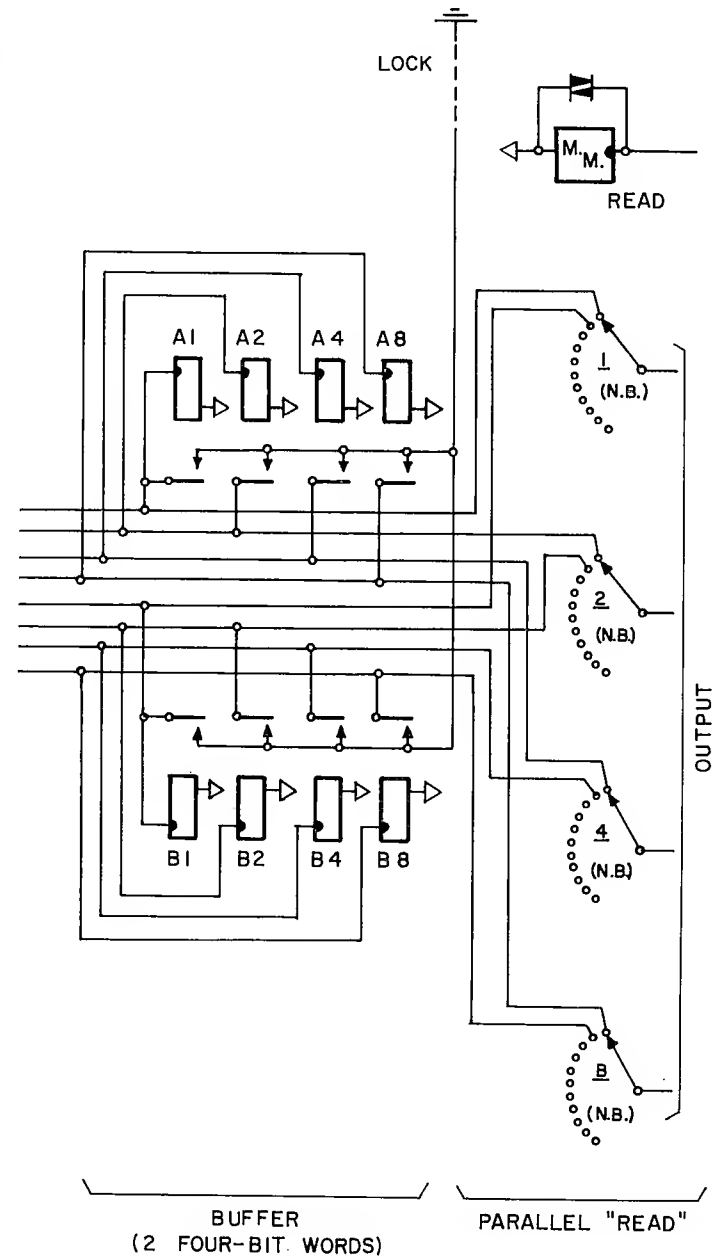 LOCK
M.M.
READ
A1 A2 A4 A8
1
(N.B.)
2
(N.B.)
4
(N.B.)
8
(N.B.)
OUTPUT
B1 B2 B4 B8
BUFFER
(2 FOUR-BIT WORDS)
PARALLEL "READ"